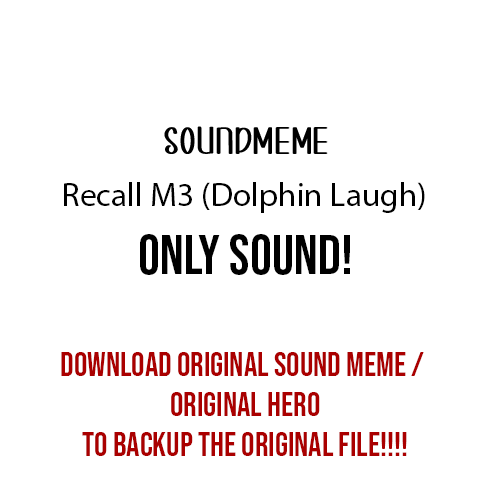 SOUNDMEME
Recall M3 (Dolphin Laugh)
ONLY SOUND!
DOWNLOAD ORIGINAL SOUND MEME /
ORIGINAL HERO
TO BACKUP THE ORIGINAL FILE!!!!